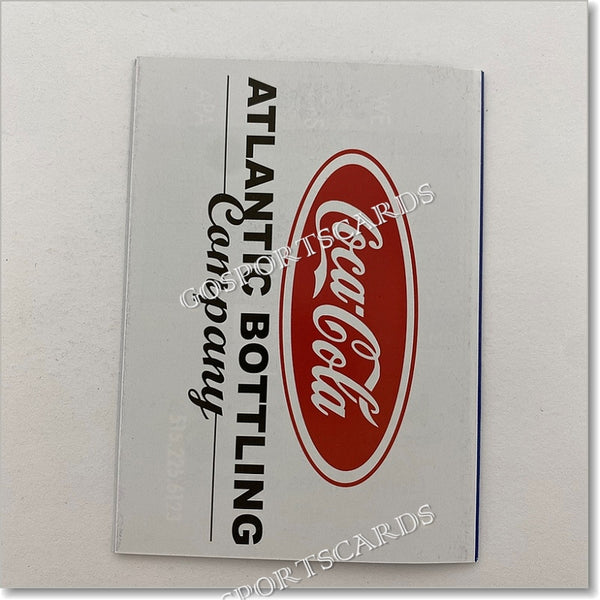 Coca-Cola
ATLANTIC BOTTLING
Company
GOSPORTSCARDS
GOSPORTSCARDS